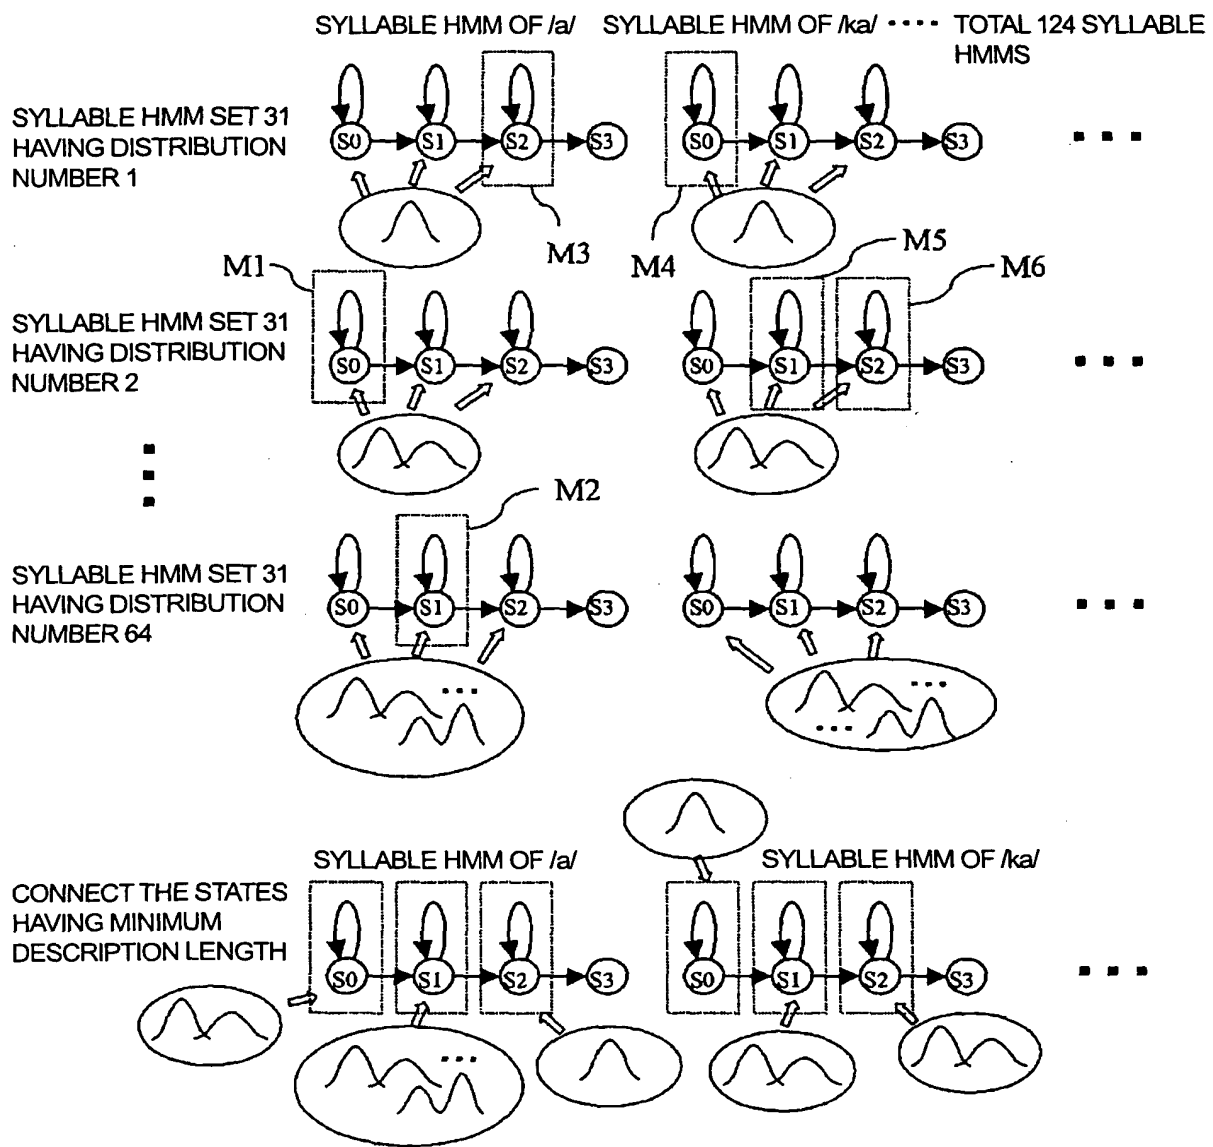 SYLLABLE HMM OF /a/ SYLLABLE HMM OF /ka/ ···· TOTAL 124 SYLLABLE
HMMS
SYLLABLE HMM SET 31
HAVING DISTRIBUTION
NUMBER 1
S0 S1 S2 S3 S0 S1 S2 S3
M3 M4 M5
M1 M6
SYLLABLE HMM SET 31
HAVING DISTRIBUTION
NUMBER 2
S0 S1 S2 S3 S0 S1 S2 S3
M2
SYLLABLE HMM SET 31
HAVING DISTRIBUTION
NUMBER 64
S0 S1 S2 S3 S0 S1 S2 S3
SYLLABLE HMM OF /a/ SYLLABLE HMM OF /ka/
CONNECT THE STATES
HAVING MINIMUM
DESCRIPTION LENGTH
S0 S1 S2 S3 S0 S1 S2 S3